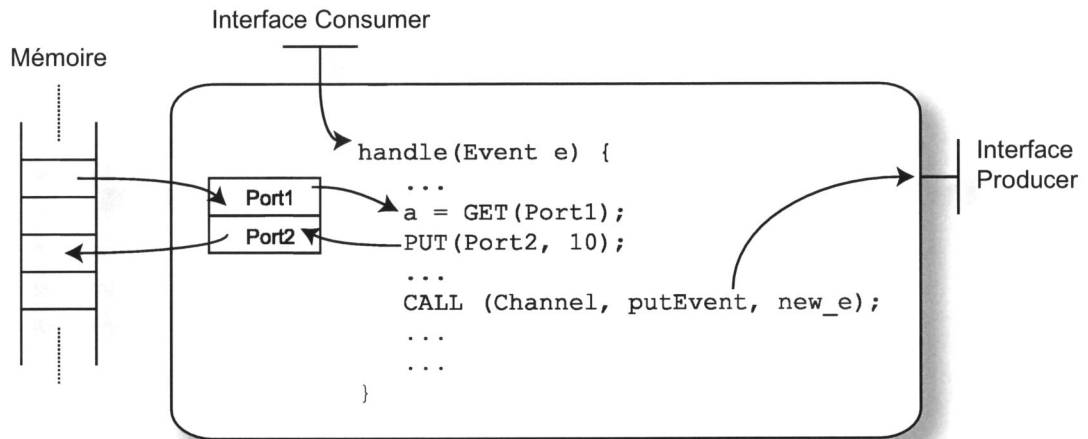 Interface Consumer
Mémoire
handle(Event e) {
...
Port1
a = GET(Port1);
Port2
PUT(Port2, 10);
...
CALL (Channel, putEvent, new_e);
...
...
}
Interface
Producer